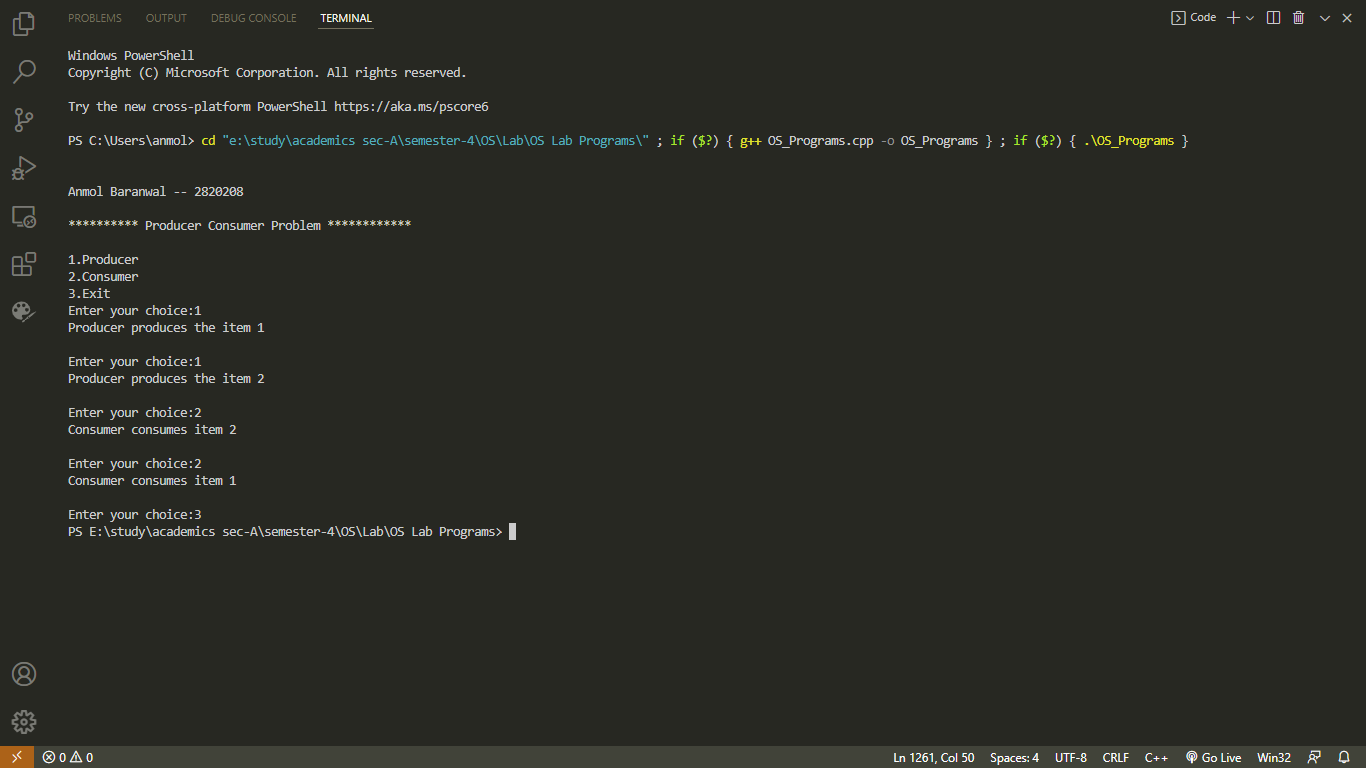 PROBLEMS OUTPUT DEBUG CONSOLE TERMINAL Code
Windows PowerShell
Copyright (C) Microsoft Corporation. All rights reserved.
Try the new cross-platform PowerShell https://aka.ms/pscore6
PS C:\Users\anmol> cd "e:\study\academics sec-A\semester-4\OS\Lab\OS Lab Programs\" ; if ($?) { g++ OS_Programs.cpp -o OS_Programs } ; if ($?) { .\OS_Programs }
Anmol Baranwal -- 2820208
********** Producer Consumer Problem ************
1.Producer
2.Consumer
3.Exit
Enter your choice:1
Producer produces the item 1
Enter your choice:1
Producer produces the item 2
Enter your choice:2
Consumer consumes item 2
Enter your choice:2
Consumer consumes item 1
Enter your choice:3
PS E:\study\academics sec-A\semester-4\OS\Lab\OS Lab Programs>
0 0 Ln 1261, Col 50 Spaces: 4 UTF-8 CRLF C++ Go Live Win32